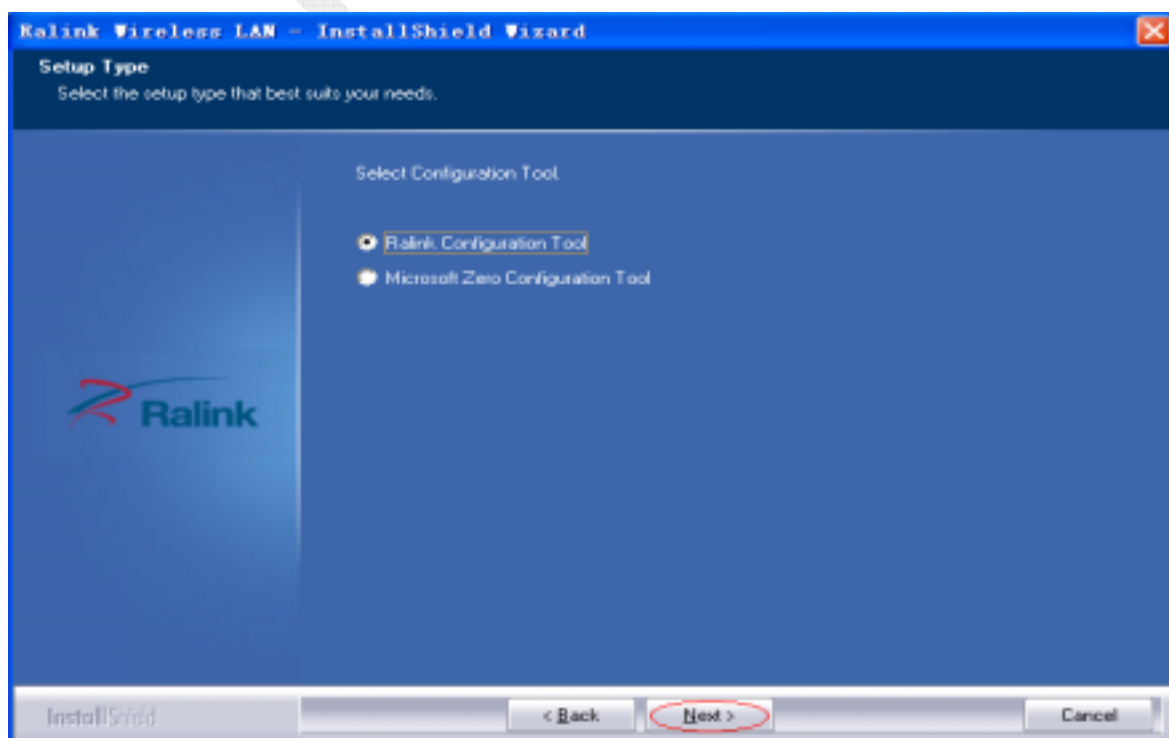 Ralink Wireless LAN - InstallShield Wizard
Setup Type
Select the setup type that best suits your needs.
Select Configuration Tool.
Ralink Configuration Tool
Microsoft Zero Configuration Tool
Ralink
InstallShield
< Back
Next >
Cancel